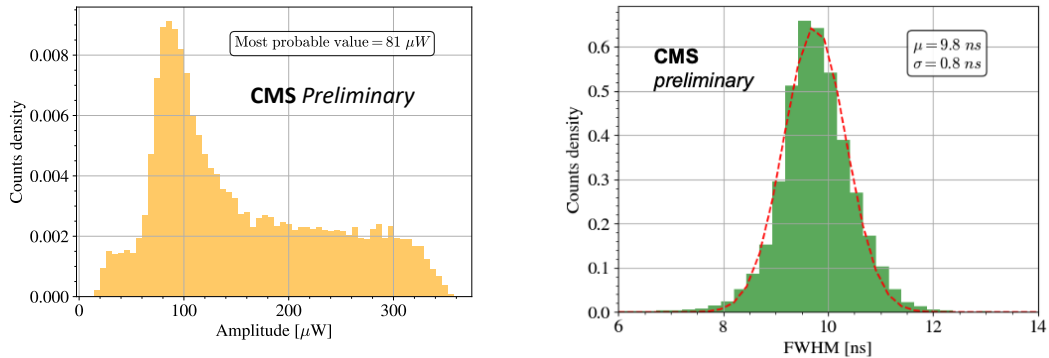 Most probable value = 81 μW
CMS Preliminary
Counts density
0.008
0.006
0.004
0.002
0.000
0 100 200 300
Amplitude [μW]
CMS
preliminary
μ = 9.8 ns
σ = 0.8 ns
Counts density
0.6
0.5
0.4
0.3
0.2
0.1
0.0
6 8 10 12 14
FWHM [ns]